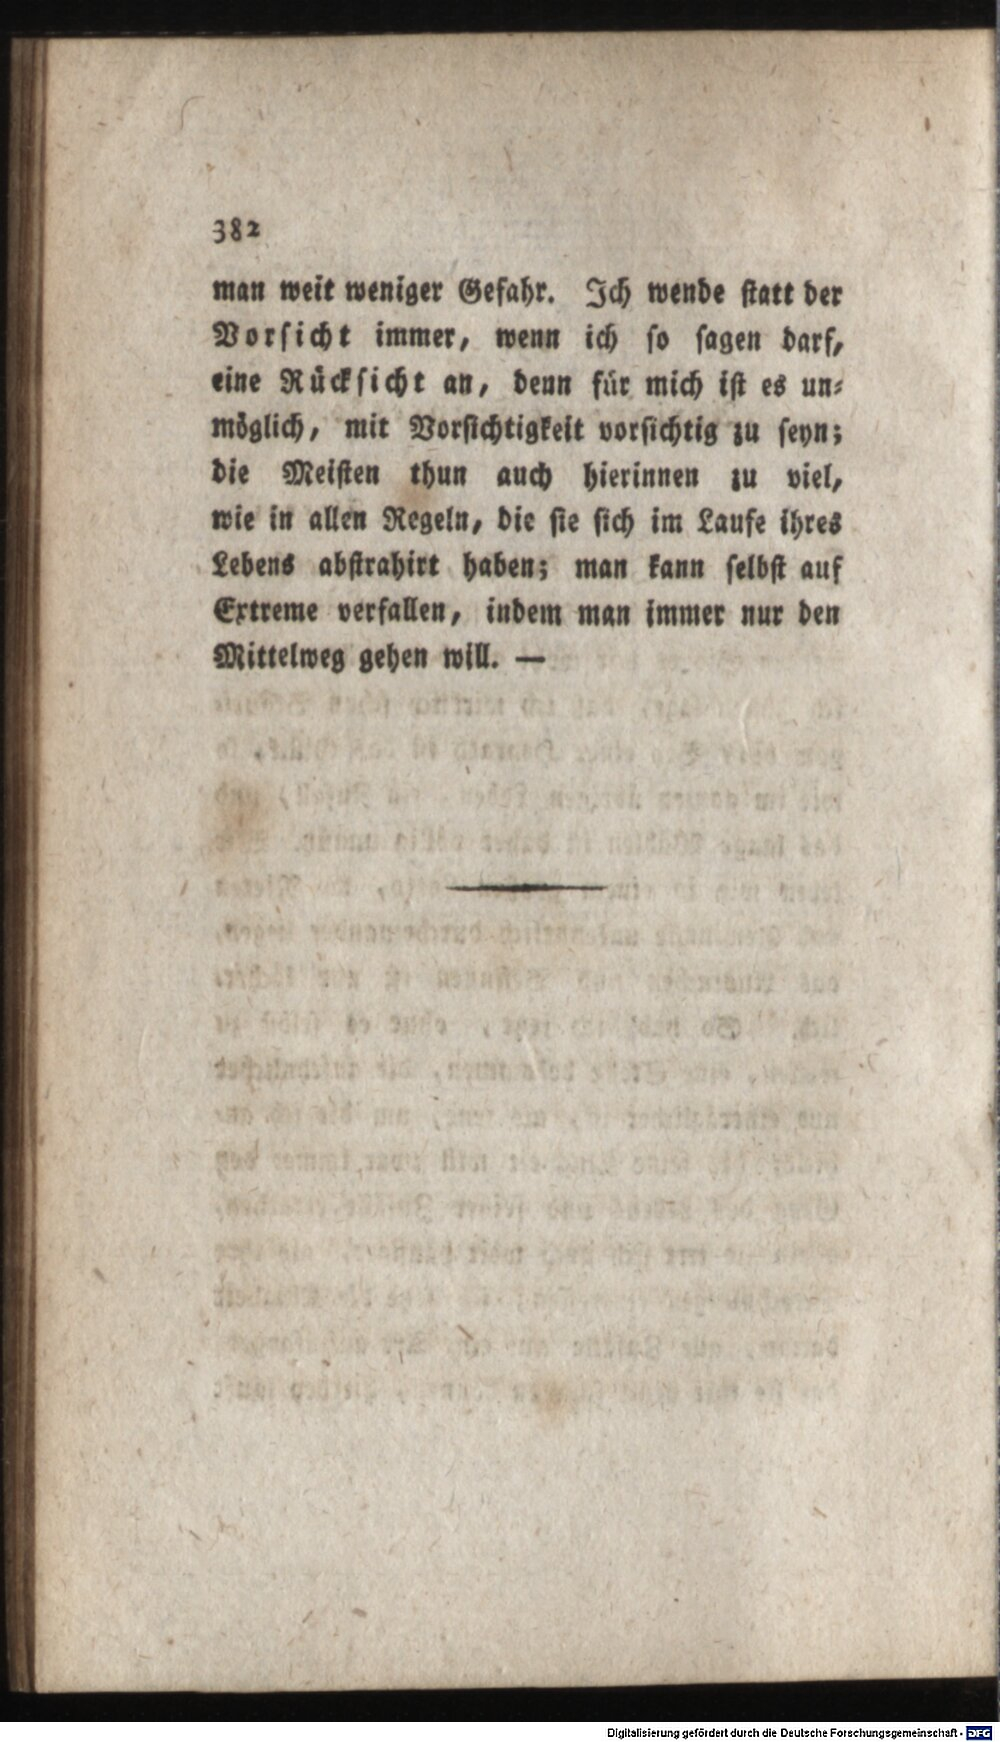 382
man weit weniger Gefahr. Ich wende statt der
Vorsicht immer, wenn ich so sagen darf,
eine Rücksicht an, denn für mich ist es un-
möglich, mit Vorsichtigkeit vorsichtig zu seyn;
die Meisten thun auch hierinnen zu viel,
wie in allen Regeln, die sie sich im Laufe ihres
Lebens abstrahirt haben; man kann selbst auf
Extreme verfallen, indem man immer nur den
Mittelweg gehen will. —
Digitalisierung gefördert durch die Deutsche Forschungsgemeinschaft - DFG